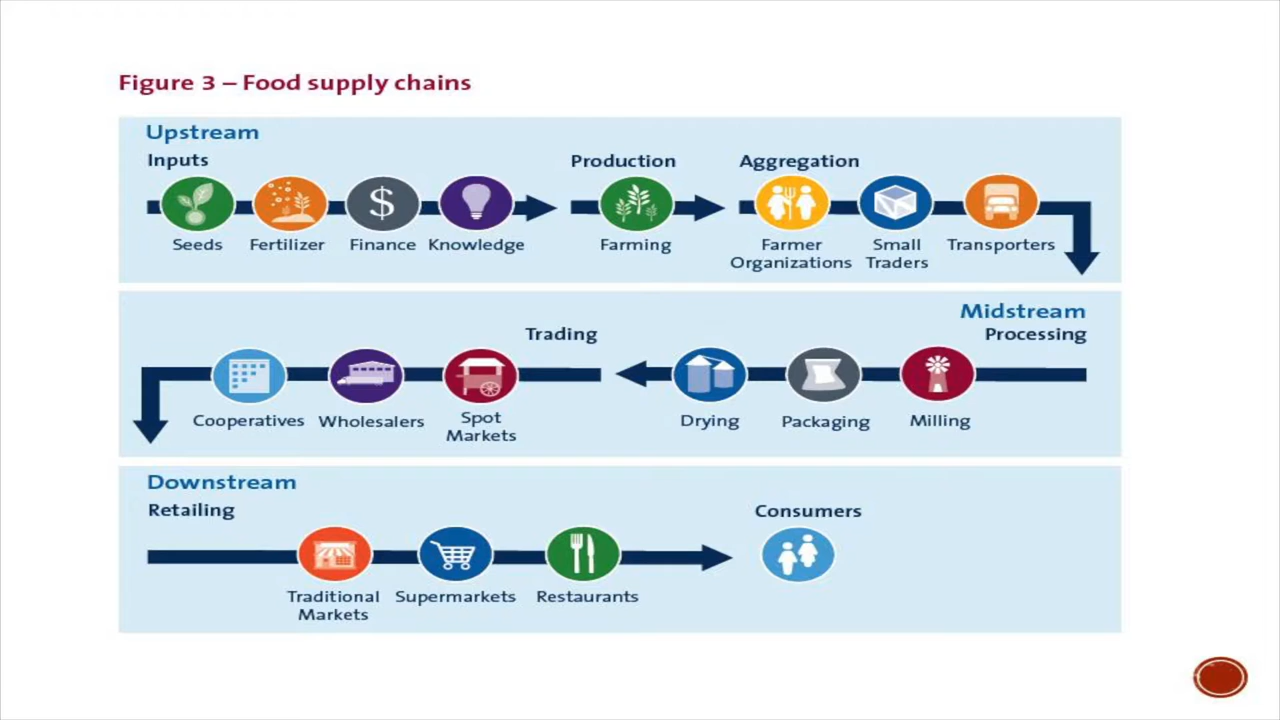 Figure 3 – Food supply chains
Upstream
Inputs
Production
Aggregation
$
Seeds
Fertilizer
Finance
Knowledge
Farming
Farmer
Organizations
Small
Traders
Transporters
Midstream
Processing
Trading
Cooperatives
Wholesalers
Spot
Markets
Drying
Packaging
Milling
Downstream
Retailing
Consumers
Traditional
Markets
Supermarkets
Restaurants